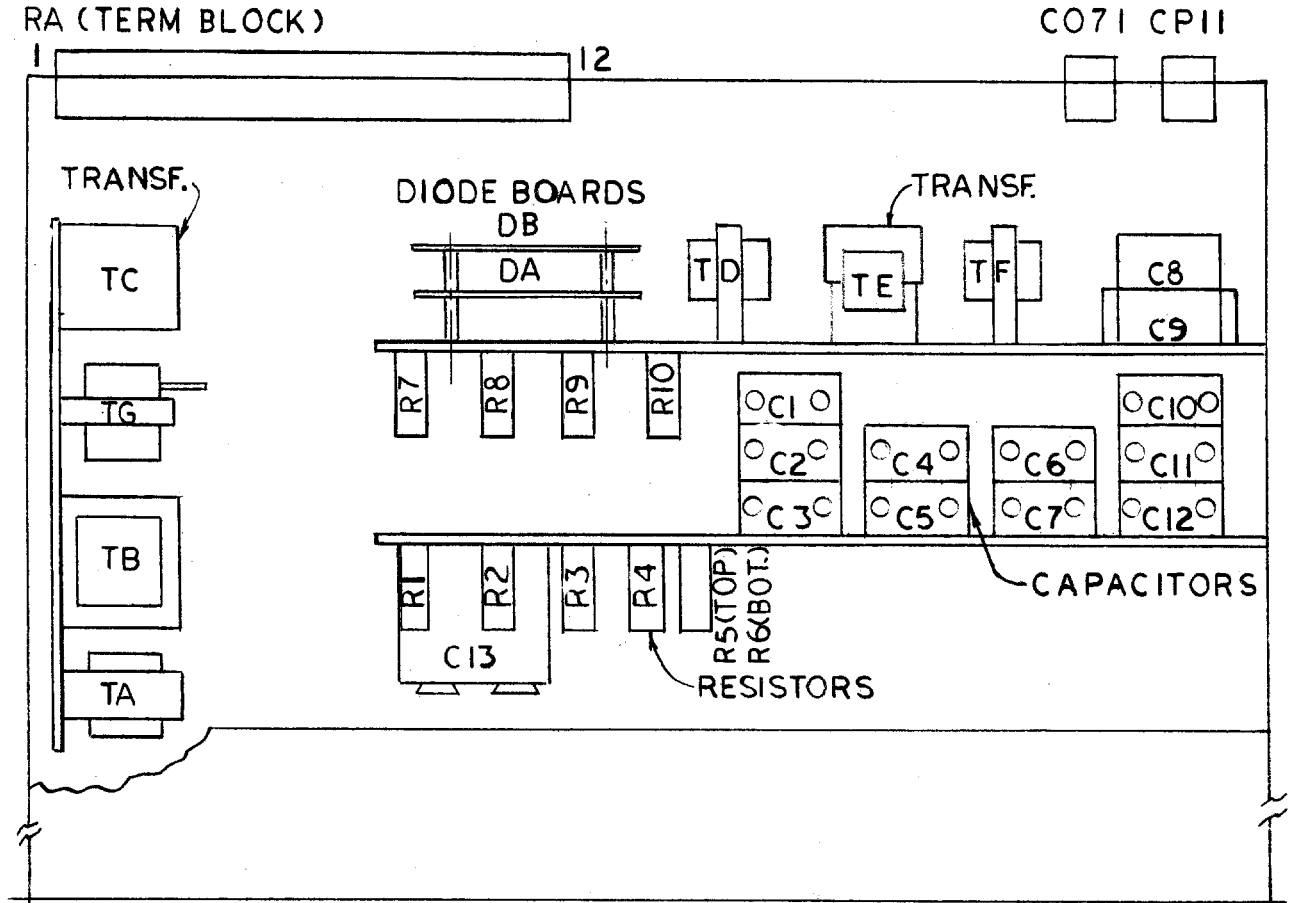 RA (TERM BLOCK)
CO71 CP11
1
12
TRANSF.
DIODE BOARDS
TRANSF.
DB
DA
TC
TD
TE
TF
C8
C9
R7
R8
R9
R10
TG
C1
C10
C2
C4
C6
C11
C3
C5
C7
C12
TB
R1
R2
R3
R4
R5(TOP)
R6(BOT.)
CAPACITORS
C13
TA
RESISTORS